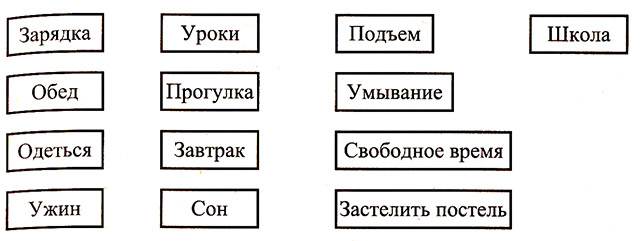 Зарядка Уроки Подъем Школа
Обед Прогулка Умывание
Одеться Завтрак Свободное время
Ужин Сон Застелить постель